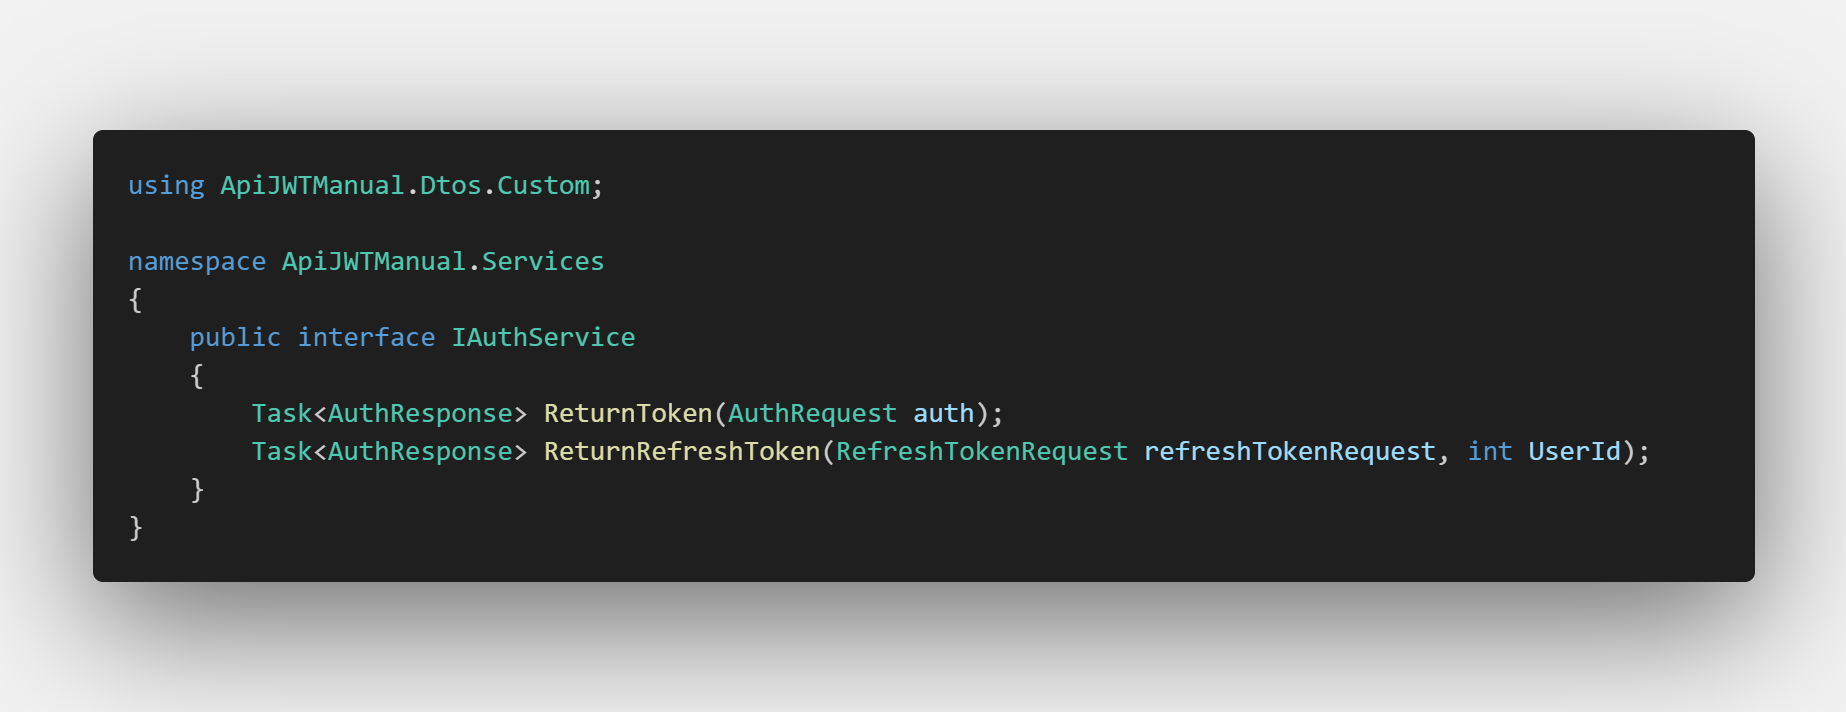 using ApiJWTManual.Dtos.Custom;

namespace ApiJWTManual.Services
{
    public interface IAuthService
    {
        Task<AuthResponse> ReturnToken(AuthRequest auth);
        Task<AuthResponse> ReturnRefreshToken(RefreshTokenRequest refreshTokenRequest, int UserId);
    }
}